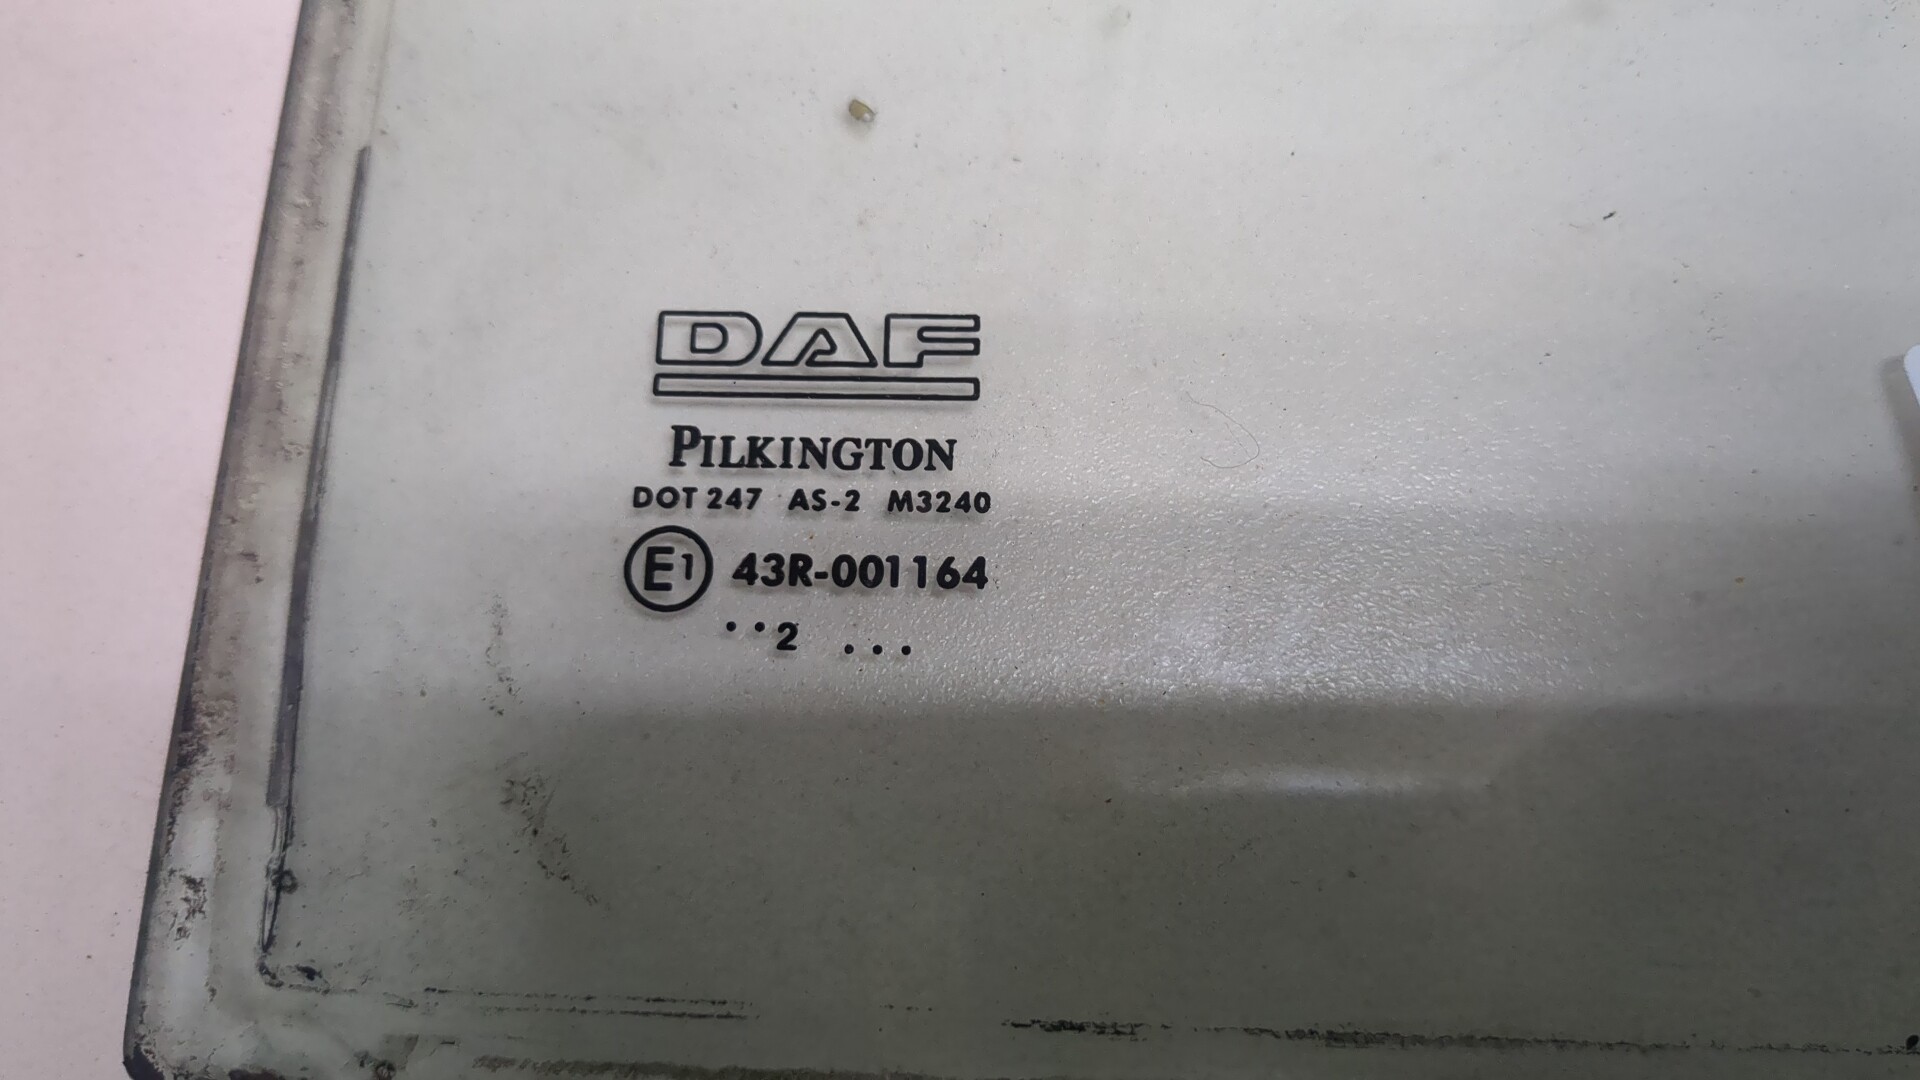 DAF
PILKINGTON
DOT 247 AS-2 M3240
E1 43R-001164
..2 ...